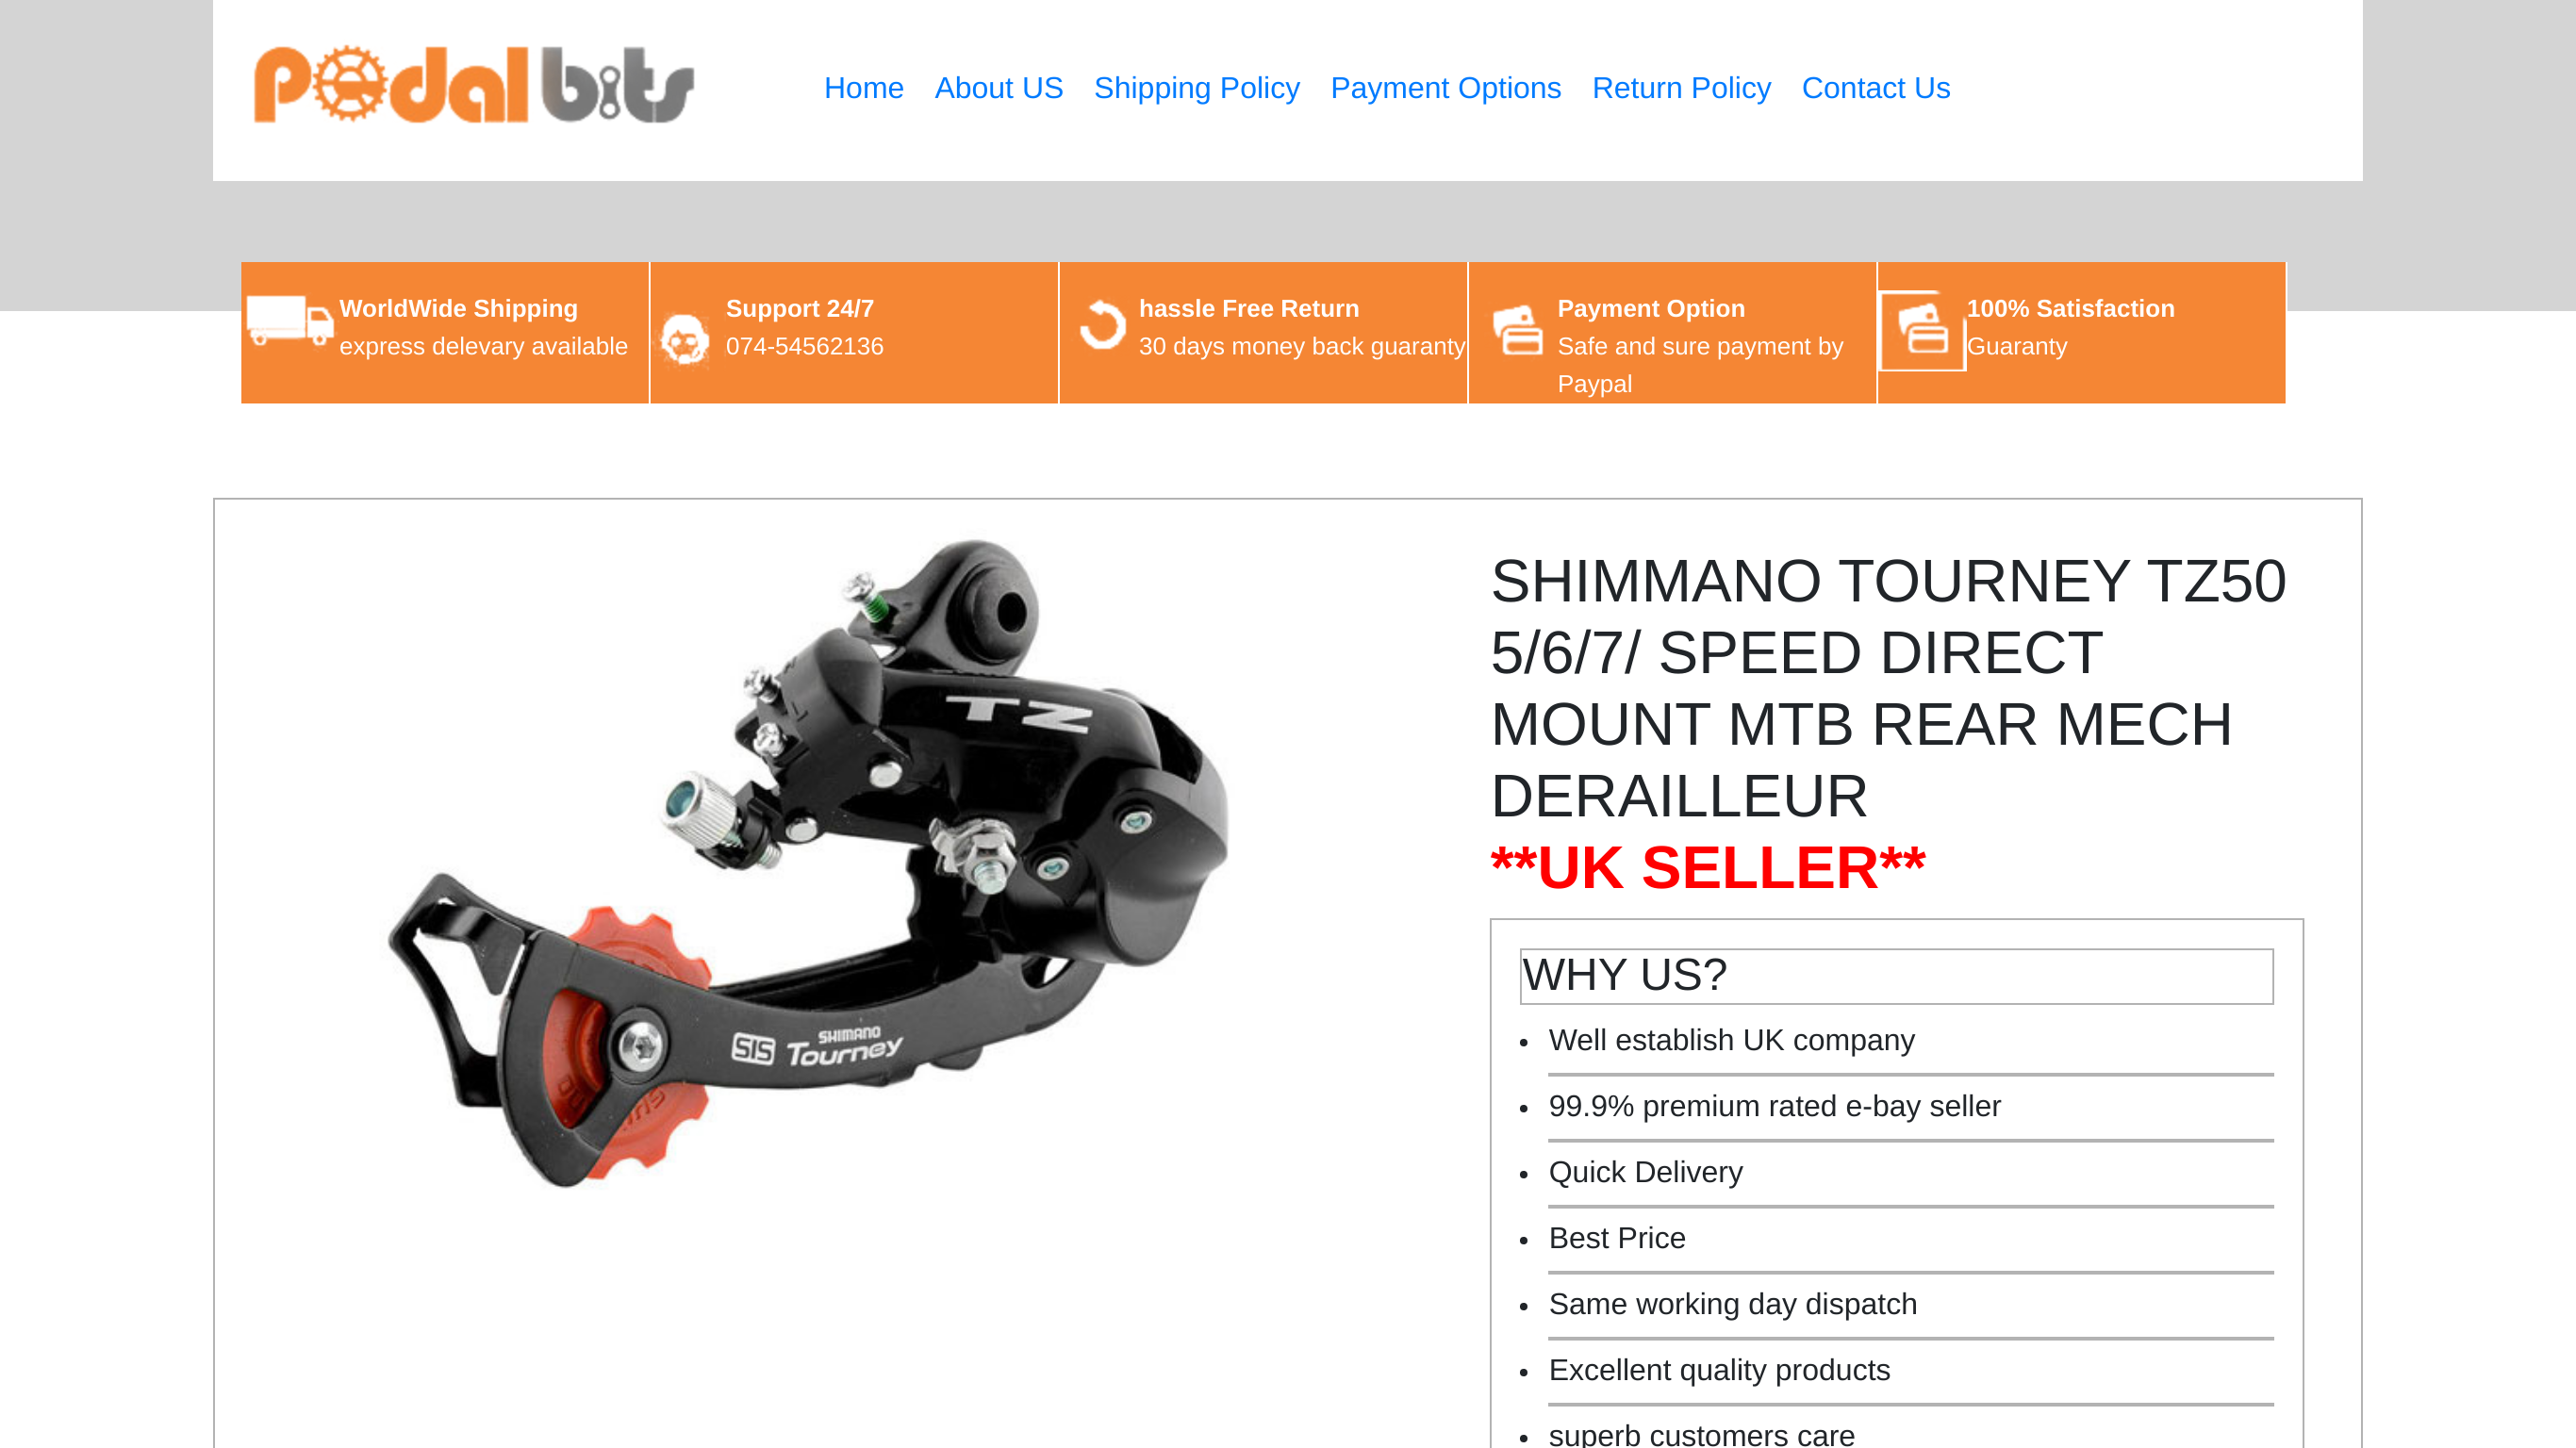 pedal bits
Home About US Shipping Policy Payment Options Return Policy Contact Us
WorldWide Shipping
express delevary available
Support 24/7
074-54562136
hassle Free Return
30 days money back guaranty
Payment Option
Safe and sure payment by
Paypal
100% Satisfaction
Guaranty
TZ
SIS SHIMANO
Tourney
SHIMMANO TOURNEY TZ50
5/6/7/ SPEED DIRECT
MOUNT MTB REAR MECH
DERAILLEUR
**UK SELLER**
WHY US?
Well establish UK company
99.9% premium rated e-bay seller
Quick Delivery
Best Price
Same working day dispatch
Excellent quality products
superb customers care